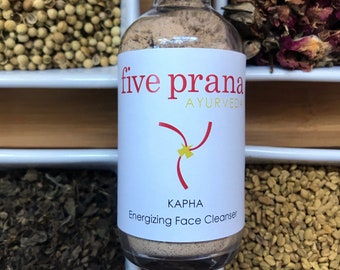 five prana
AYURVEDA
KAPHA
Energizing Face Cleanser